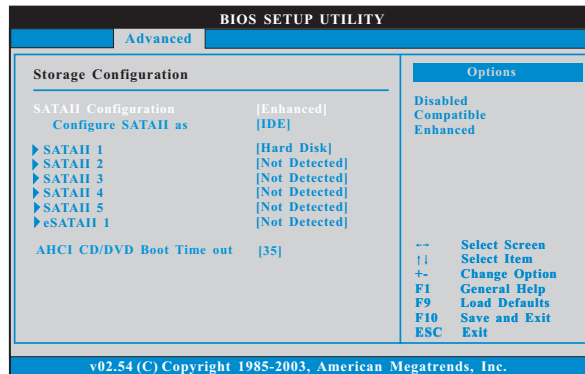 BIOS SETUP UTILITY
Advanced
Storage Configuration
SATAII Configuration [Enhanced]
Configure SATAII as [IDE]
SATAII 1 [Hard Disk]
SATAII 2 [Not Detected]
SATAII 3 [Not Detected]
SATAII 4 [Not Detected]
SATAII 5 [Not Detected]
eSATAII 1 [Not Detected]
AHCI CD/DVD Boot Time out [35]
Options
Disabled
Compatible
Enhanced
←→ Select Screen
↑↓ Select Item
+- Change Option
F1 General Help
F9 Load Defaults
F10 Save and Exit
ESC Exit
v02.54 (C) Copyright 1985-2003, American Megatrends, Inc.